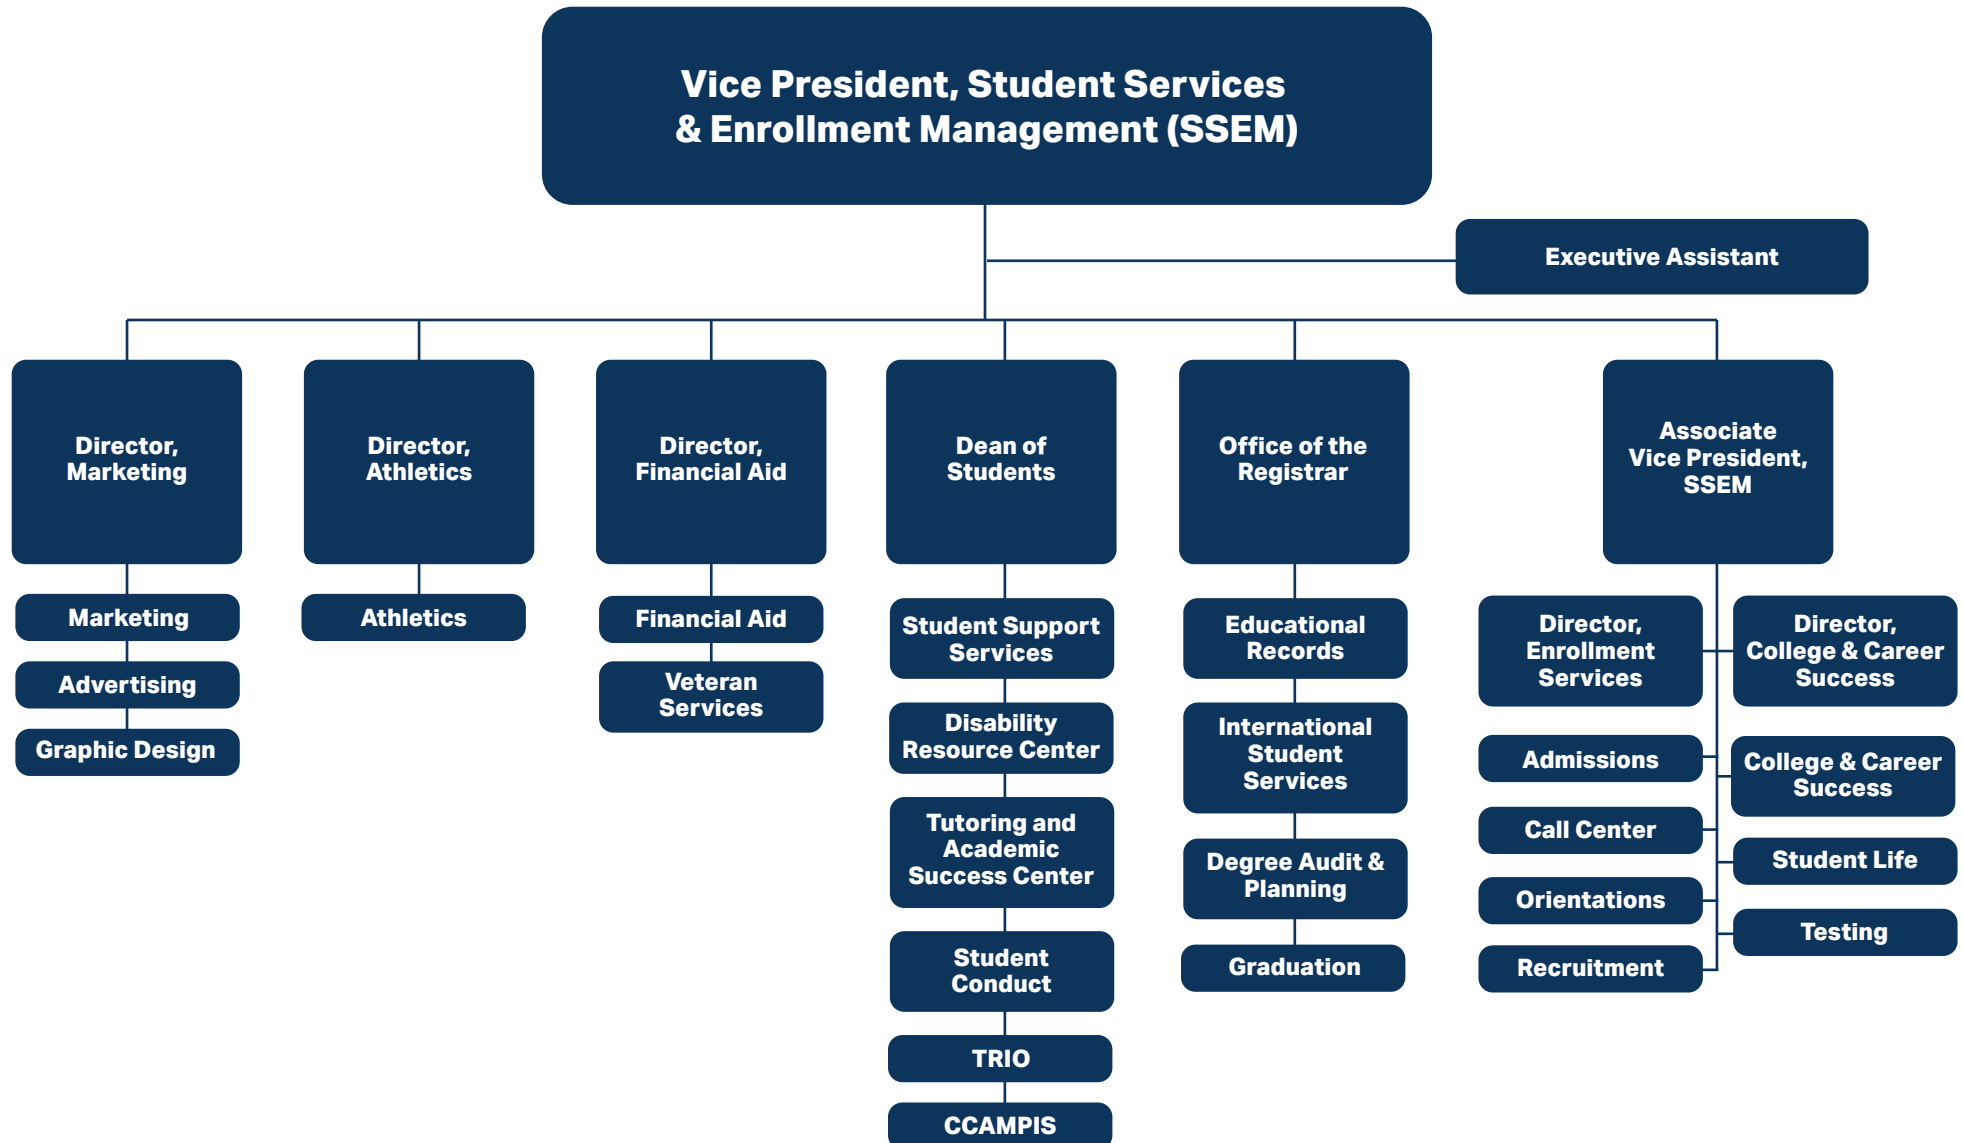 Vice President, Student Services
& Enrollment Management (SSEM)
Executive Assistant
Director,
Marketing
Marketing
Advertising
Graphic Design
Director,
Athletics
Athletics
Director,
Financial Aid
Financial Aid
Veteran
Services
Dean of
Students
Student Support
Services
Disability
Resource Center
Tutoring and
Academic
Success Center
Student
Conduct
TRIO
CCAMPIS
Office of the
Registrar
Educational
Records
International
Student
Services
Degree Audit &
Planning
Graduation
Associate
Vice President,
SSEM
Director,
Enrollment
Services
Admissions
Call Center
Orientations
Recruitment
Director,
College & Career
Success
College & Career
Success
Student Life
Testing